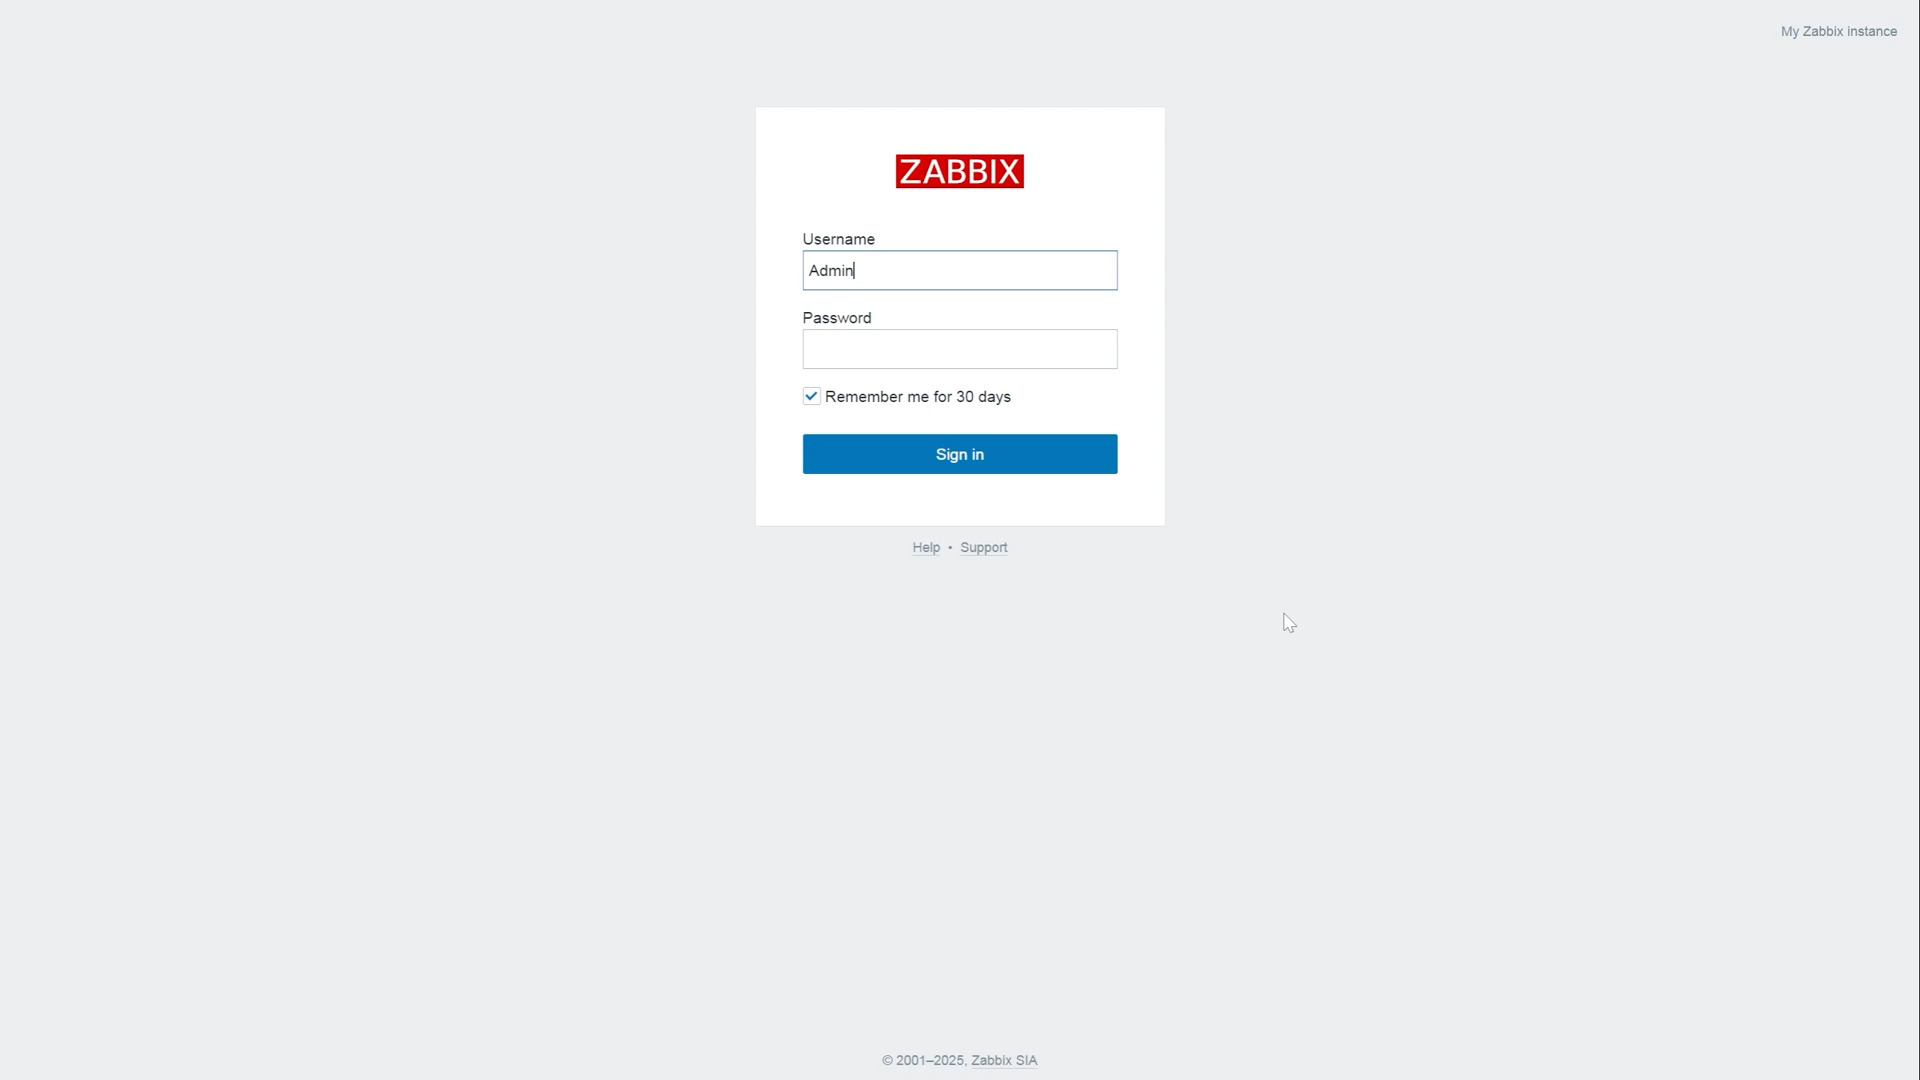 My Zabbix instance
ZABBIX
Username
Admin
Password
Remember me for 30 days
Sign in
Help • Support
© 2001–2025, Zabbix SIA